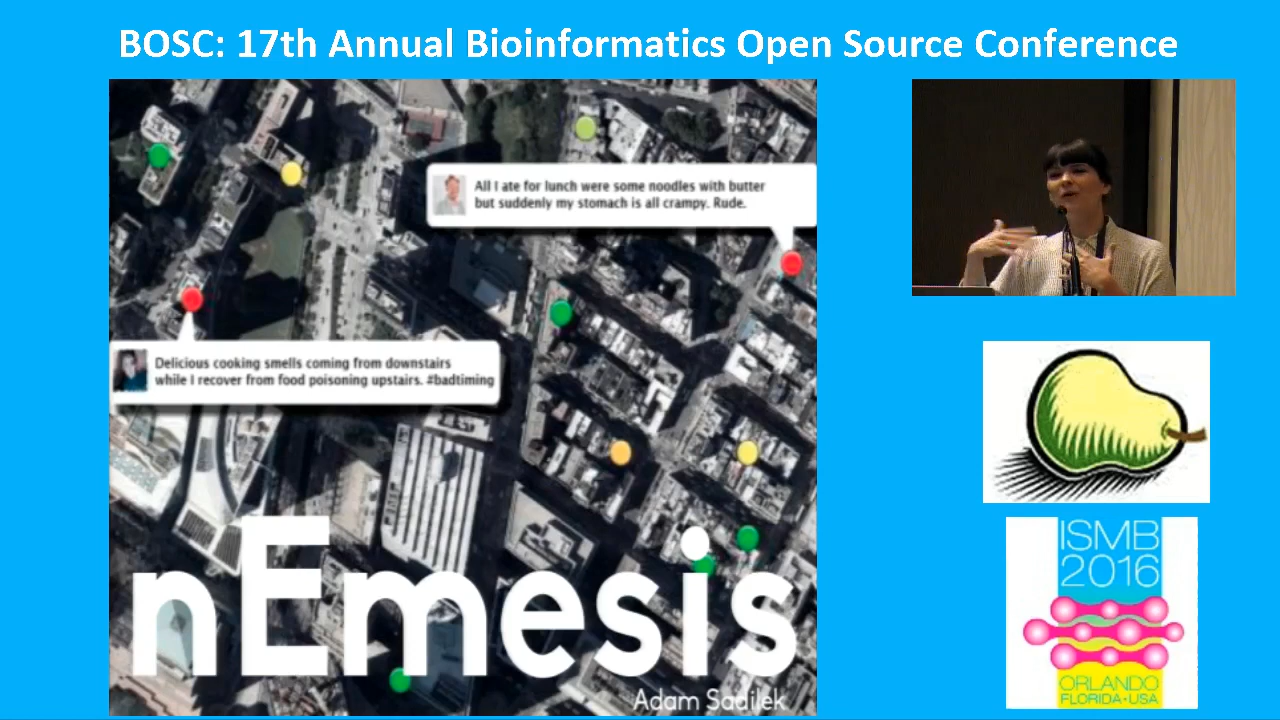 BOSC: 17th Annual Bioinformatics Open Source Conference
All I ate for lunch were some noodles with butter
but suddenly my stomach is all crampy. Rude.
Delicious cooking smells coming from downstairs
while I recover from food poisoning upstairs. #badtiming
nEmesis
Adam Sadilek
ISMB
2016
ORLANDO
FLORIDA•USA